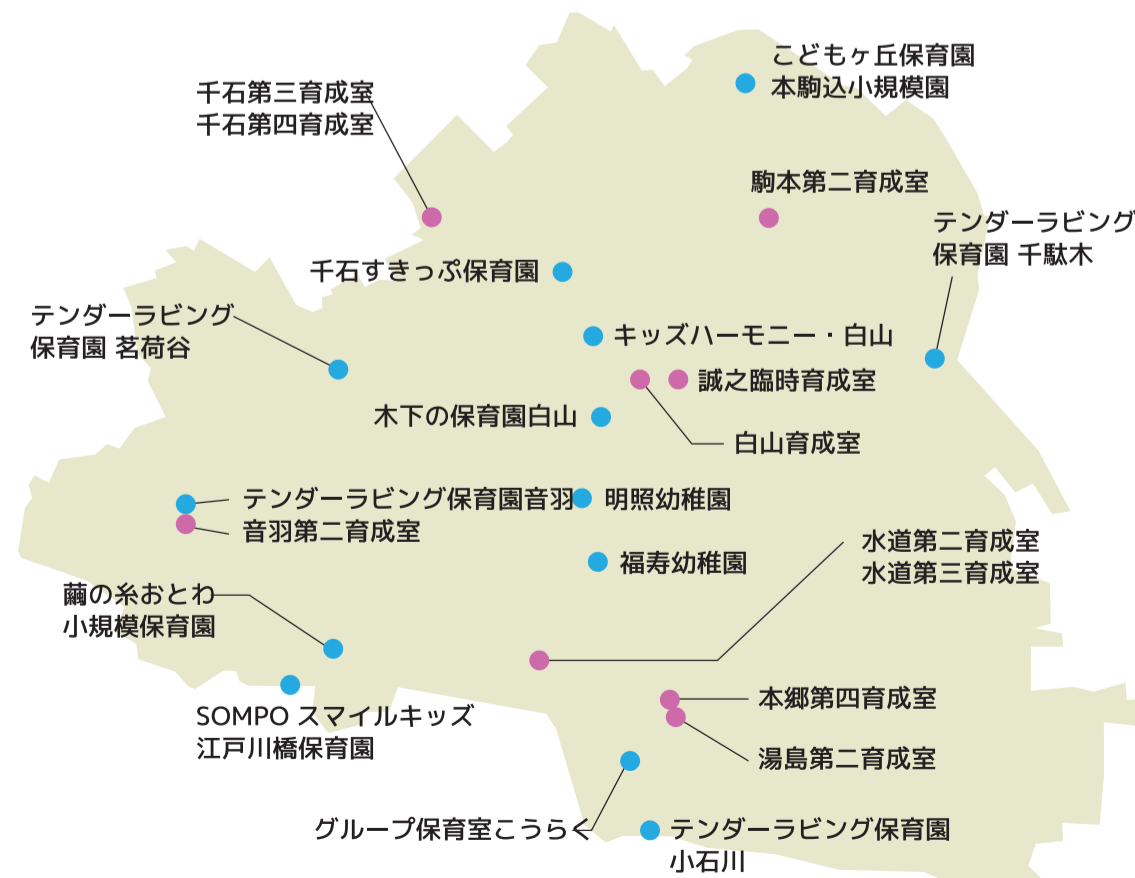 こどもヶ丘保育園
本駒込小規模園
千石第三育成室
千石第四育成室
駒本第二育成室
テンダーラビング
保育園 千駄木
千石すきっぷ保育園
テンダーラビング
保育園 茗荷谷
キッズハーモニー・白山
誠之臨時育成室
木下の保育園白山
白山育成室
テンダーラビング保育園音羽
明照幼稚園
音羽第二育成室
水道第二育成室
水道第三育成室
福寿幼稚園
繭の糸おとわ
小規模保育園
本郷第四育成室
SOMPO スマイルキッズ
江戸川橋保育園
湯島第二育成室
グループ保育室こうらく
テンダーラビング保育園
小石川